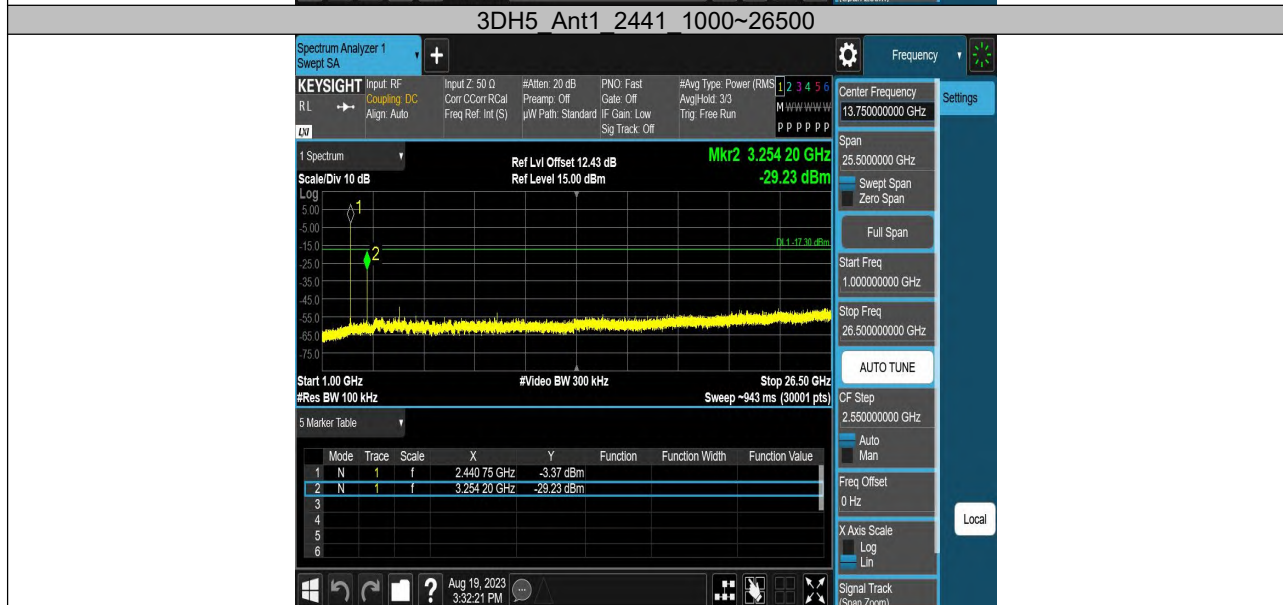 3DH5_Ant1_2441_1000~26500
Spectrum Analyzer 1
Swept SA
+
Frequency
KEYSIGHT
RL
LXI
Input: RF
Coupling: DC
Align: Auto
Input Z: 50 Ω
Corr CCorr RCal
Freq Ref: Int (S)
#Atten: 20 dB
Preamp: Off
µW Path: Standard
PNO: Fast
Gate: Off
IF Gain: Low
Sig Track: Off
#Avg Type: Power (RMS
Avg|Hold: 3/3
Trig: Free Run
1 2 3 4 5 6
M W W W W W
P P P P P P
1 Spectrum
Scale/Div 10 dB
Ref Lvl Offset 12.43 dB
Ref Level 15.00 dBm
Mkr2 3.254 20 GHz
-29.23 dBm
Log
5.00
-5.00
-15.0
-25.0
-35.0
-45.0
-55.0
-65.0
-75.0
1
2
DL1 -17.30 dBm
Start 1.00 GHz
#Res BW 100 kHz
#Video BW 300 kHz
Stop 26.50 GHz
Sweep ~943 ms (30001 pts)
5 Marker Table
Mode Trace Scale X Y Function Function Width Function Value
1 N 1 f 2.440 75 GHz -3.37 dBm
2 N 1 f 3.254 20 GHz -29.23 dBm
3
4
5
6
?
Aug 19, 2023
3:32:21 PM
Center Frequency
13.750000000 GHz
Settings
Span
25.5000000 GHz
Swept Span
Zero Span
Full Span
Start Freq
1.000000000 GHz
Stop Freq
26.500000000 GHz
AUTO TUNE
CF Step
2.550000000 GHz
Auto
Man
Freq Offset
0 Hz
Local
X Axis Scale
Log
Lin
Signal Track
(Span Zoom)